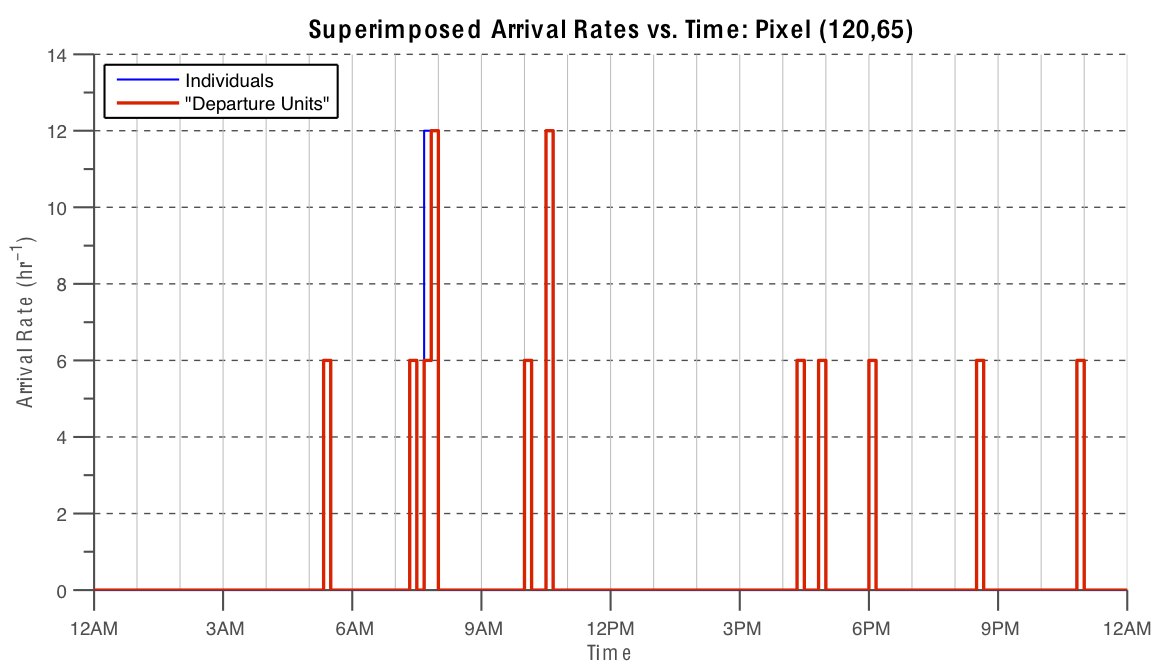 Superimposed Arrival Rates vs. Time: Pixel (120,65)
14
Individuals
"Departure Units"
12
10
8
6
4
2
0
Arrival Rate (hr⁻¹)
12AM 3AM 6AM 9AM 12PM 3PM 6PM 9PM 12AM
Time